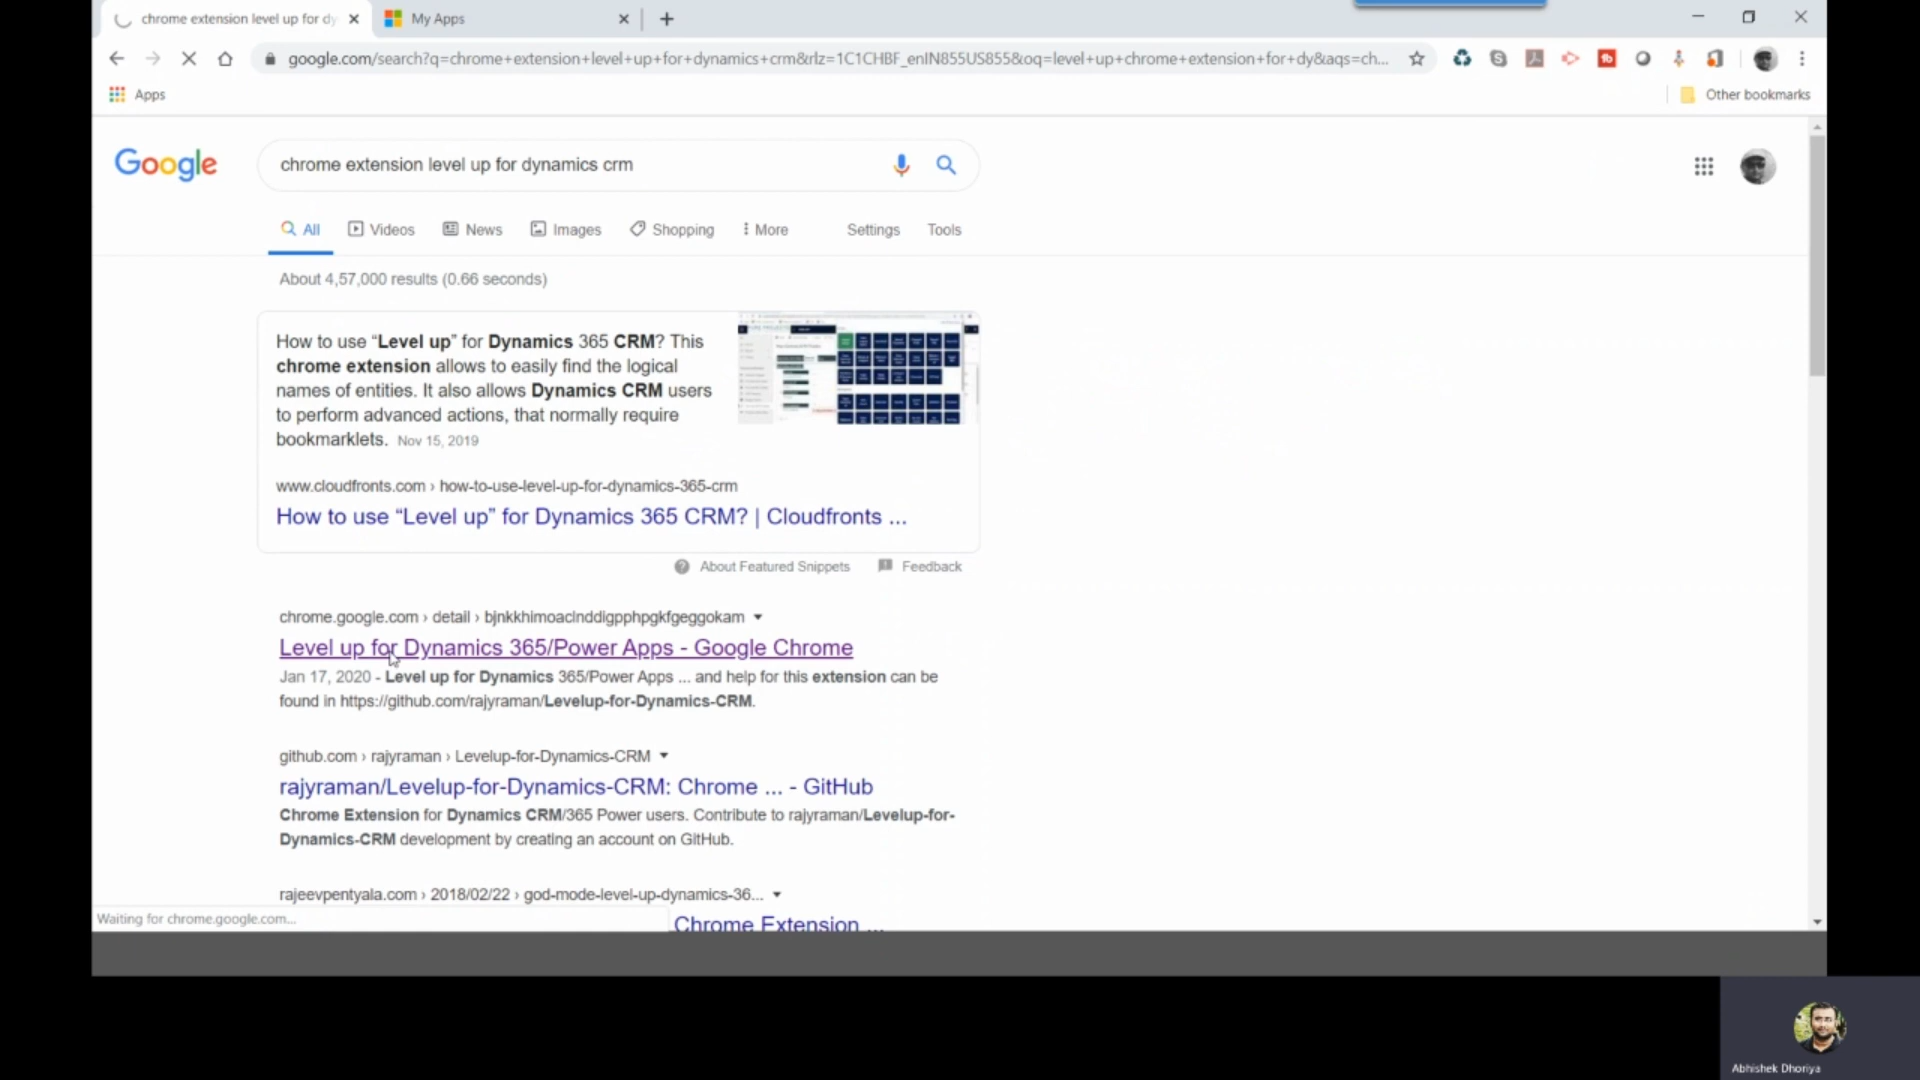 chrome extension level up for dy
My Apps
google.com/search?q=chrome+extension+level+up+for+dynamics+crm&rlz=1C1CHBF_enIN855US855&oq=level+up+chrome+extension+for+dy&aqs=ch...
Apps
Other bookmarks
Google
chrome extension level up for dynamics crm
All
Videos
News
Images
Shopping
More
Settings
Tools
About 4,57,000 results (0.66 seconds)
How to use “Level up” for Dynamics 365 CRM? This
chrome extension allows to easily find the logical
names of entities. It also allows Dynamics CRM users
to perform advanced actions, that normally require
bookmarklets. Nov 15, 2019
www.cloudfronts.com › how-to-use-level-up-for-dynamics-365-crm
How to use “Level up” for Dynamics 365 CRM? | Cloudfronts ...
About Featured Snippets
Feedback
chrome.google.com › detail › bjnkkhimoaclnddigpphpgkfgeggokam
Level up for Dynamics 365/Power Apps - Google Chrome
Jan 17, 2020 - Level up for Dynamics 365/Power Apps ... and help for this extension can be
found in https://github.com/rajyraman/Levelup-for-Dynamics-CRM.
github.com › rajyraman › Levelup-for-Dynamics-CRM
rajyraman/Levelup-for-Dynamics-CRM: Chrome ... - GitHub
Chrome Extension for Dynamics CRM/365 Power users. Contribute to rajyraman/Levelup-for-
Dynamics-CRM development by creating an account on GitHub.
rajeevpentyala.com › 2018/02/22 › god-mode-level-up-dynamics-36...
Waiting for chrome.google.com...
Chrome Extension ...
Abhishek Dhoriya